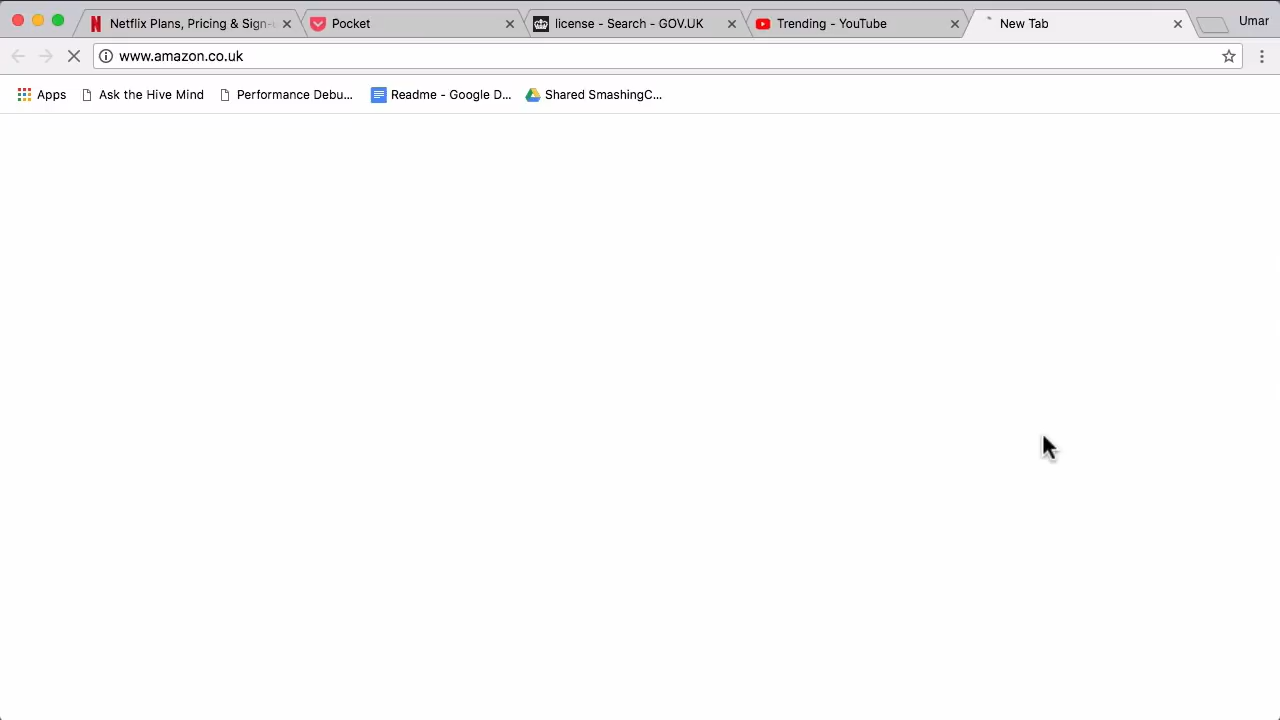 Netflix Plans, Pricing & Sign-
Pocket
license - Search - GOV.UK
Trending - YouTube
New Tab
Umar
www.amazon.co.uk
Apps
Ask the Hive Mind
Performance Debu...
Readme - Google D...
Shared SmashingC...